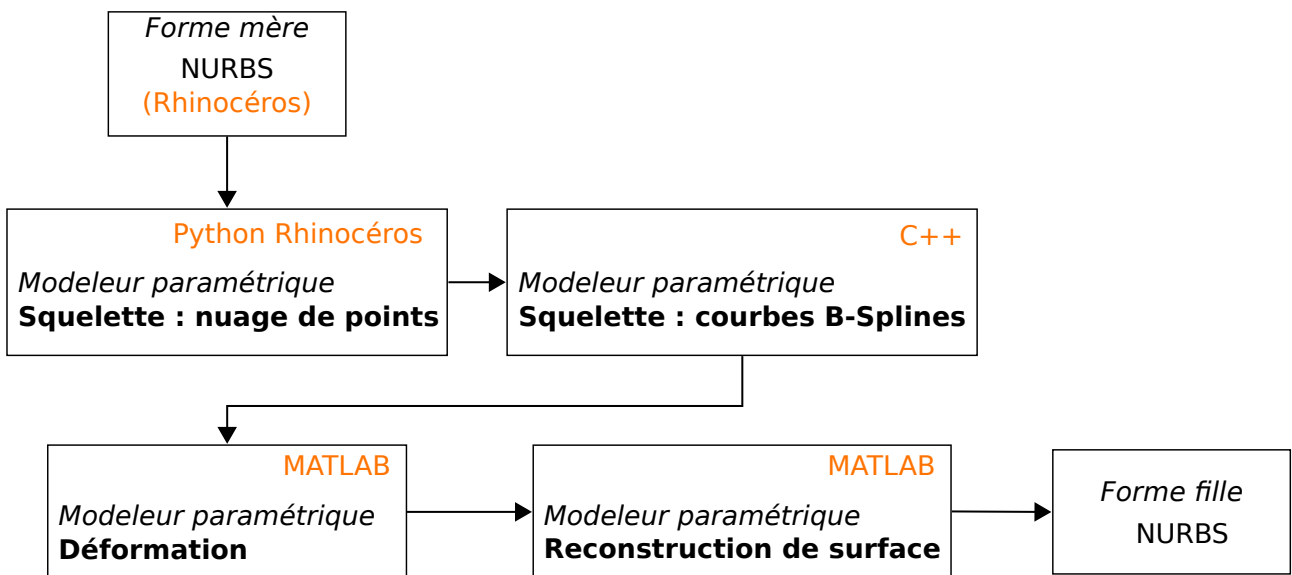 Forme mère
NURBS
(Rhinocéros)
Python Rhinocéros
Modeleur paramétrique
Squelette : nuage de points
C++
Modeleur paramétrique
Squelette : courbes B-Splines
MATLAB
Modeleur paramétrique
Déformation
MATLAB
Modeleur paramétrique
Reconstruction de surface
Forme fille
NURBS